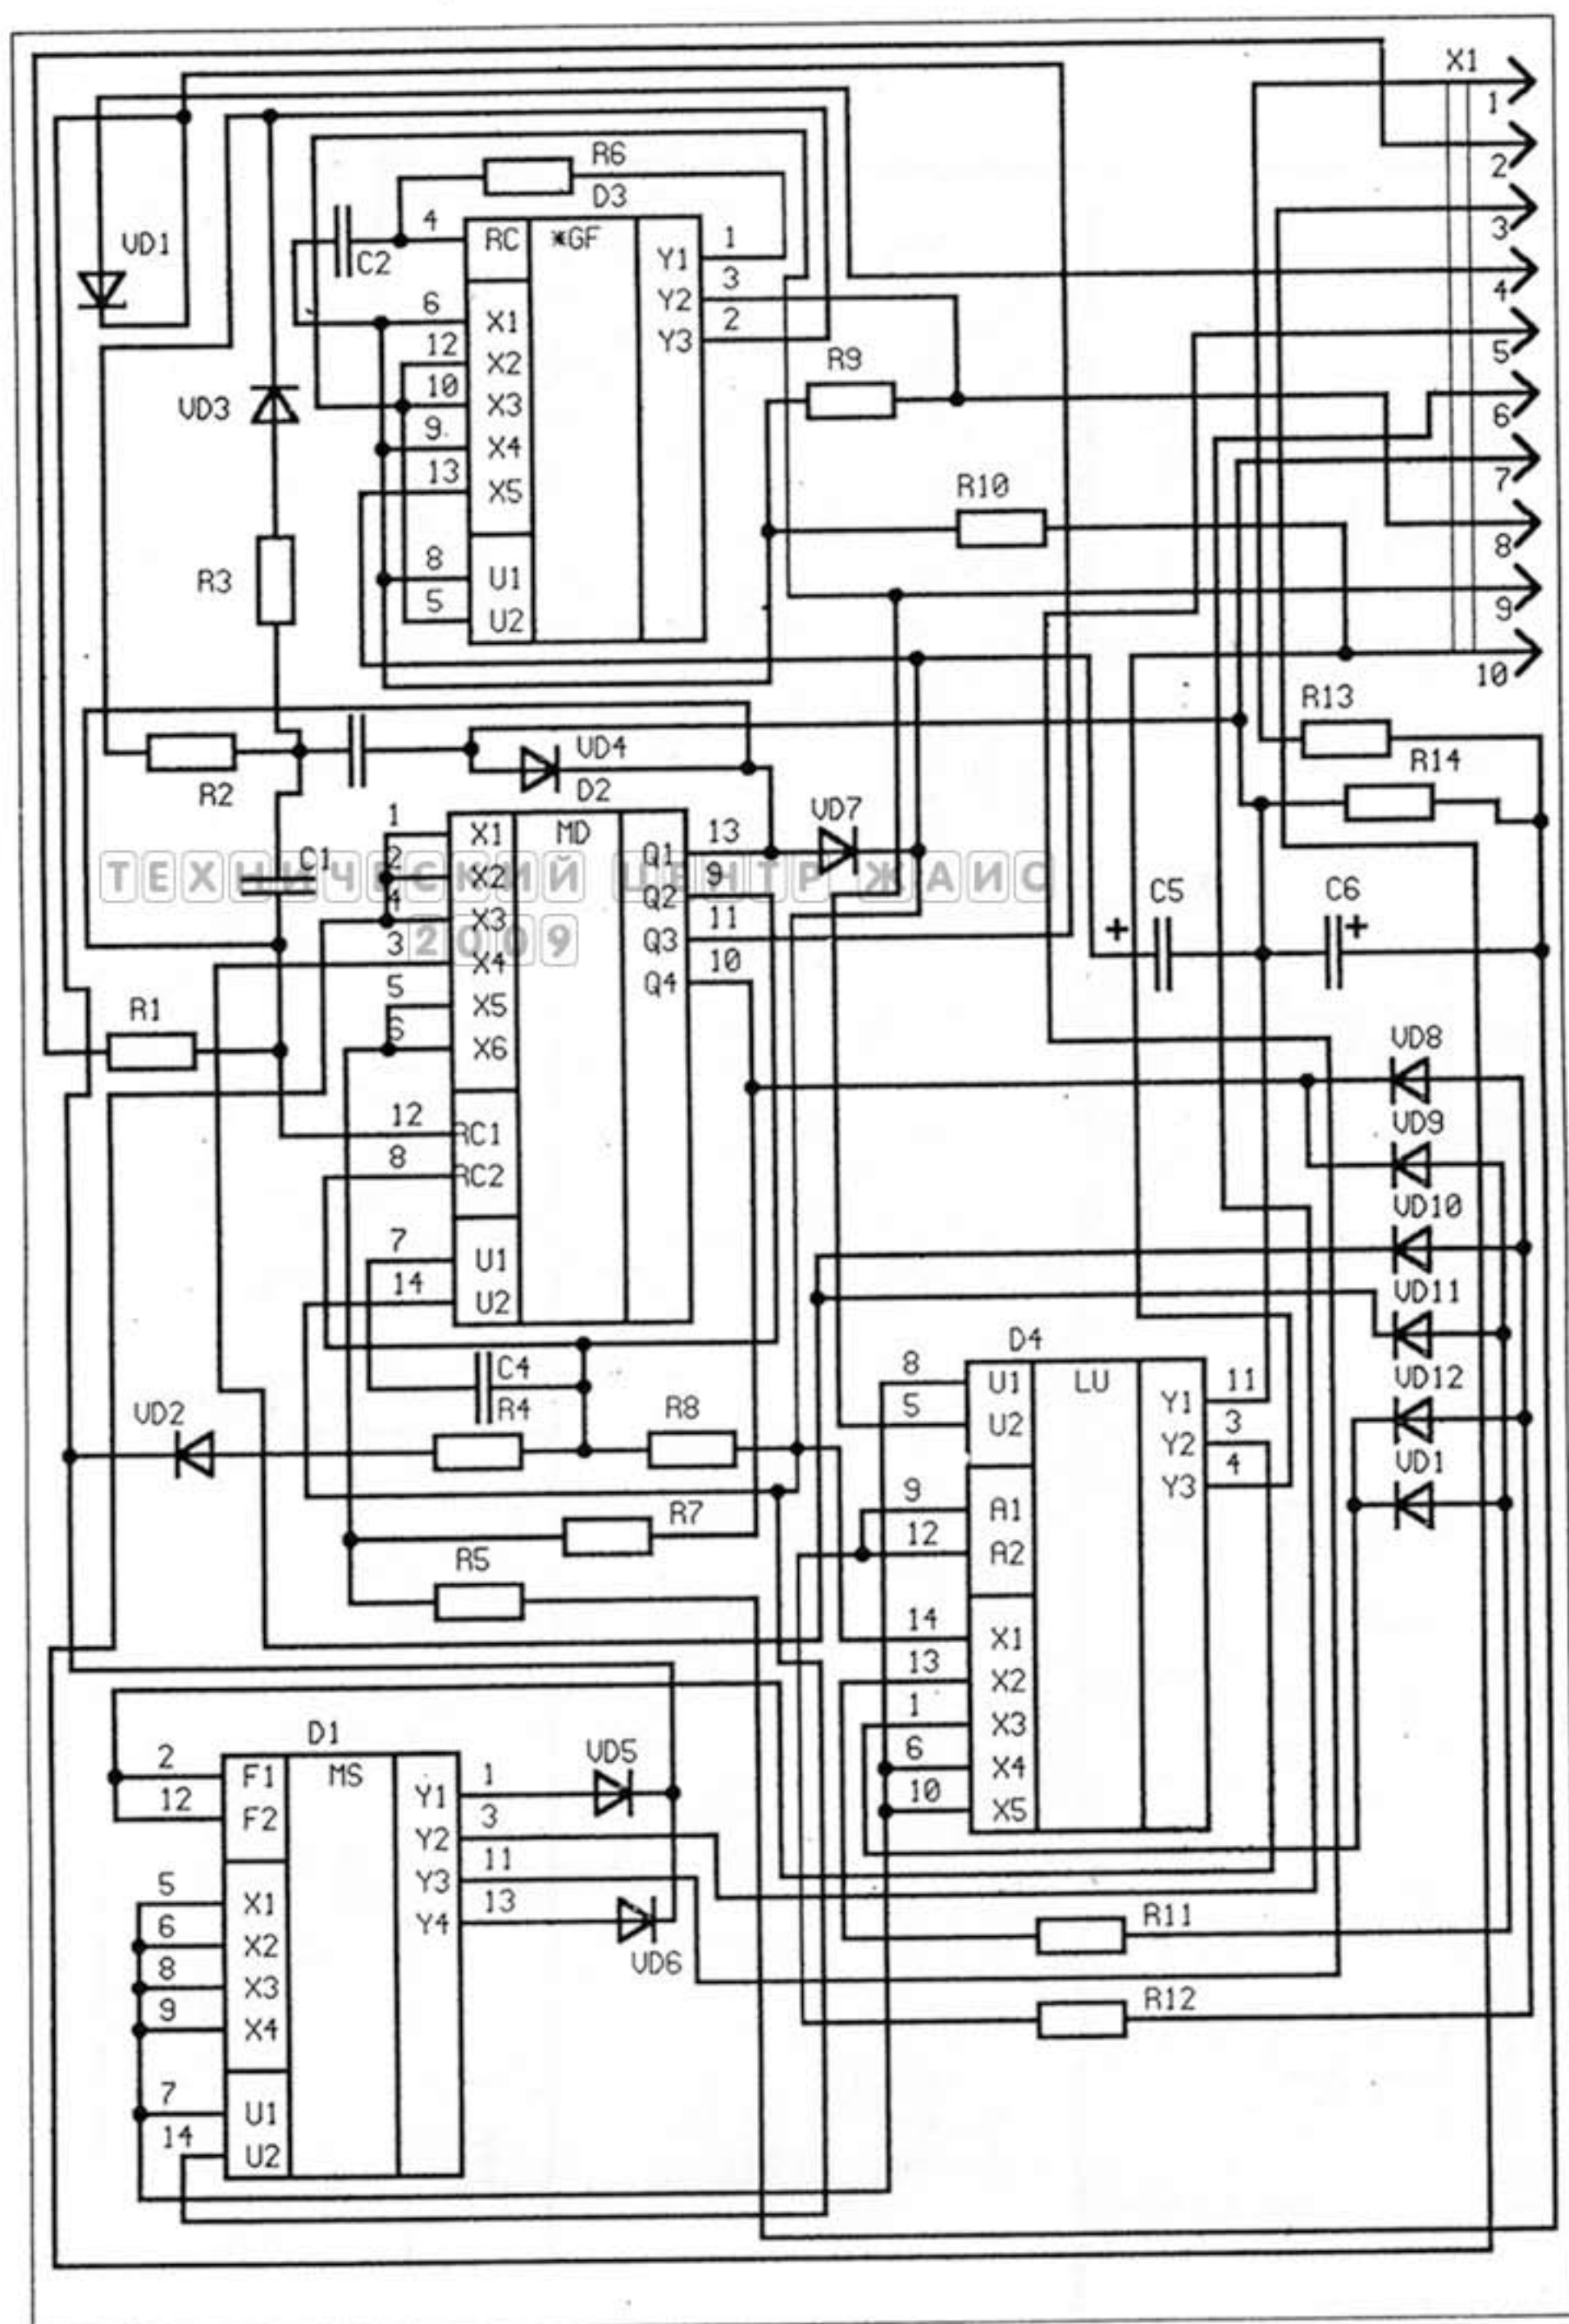 X1
1
2
3
4
5
6
7
8
9
10
R6
D3
VD1
C2
4
RC
*GF
Y1
1
Y2
3
Y3
2
6
X1
12
X2
10
X3
9
X4
13
X5
8
U1
5
U2
R9
R10
VD3
R3
R13
R14
R2
VD4
D2
VD7
C1
1
X1
MD
Q1
13
2
X2
Q2
9
4
X3
Q3
11
3
X4
Q4
10
5
X5
6
X6
ТЕХНИЧЕСКИЙ ЦЕНТР ЖАИС
2009
C5
+
C6
+
R1
12
RC1
8
RC2
7
U1
14
U2
VD8
VD9
VD10
VD11
VD12
VD1
C4
R4
R8
VD2
R7
R5
D4
8
U1
LU
Y1
11
5
U2
Y2
3
Y3
4
9
A1
12
A2
14
X1
13
X2
1
X3
6
X4
10
X5
D1
2
F1
MS
Y1
1
12
F2
Y2
3
Y3
11
Y4
13
5
X1
6
X2
8
X3
9
X4
7
U1
14
U2
VD5
VD6
R11
R12